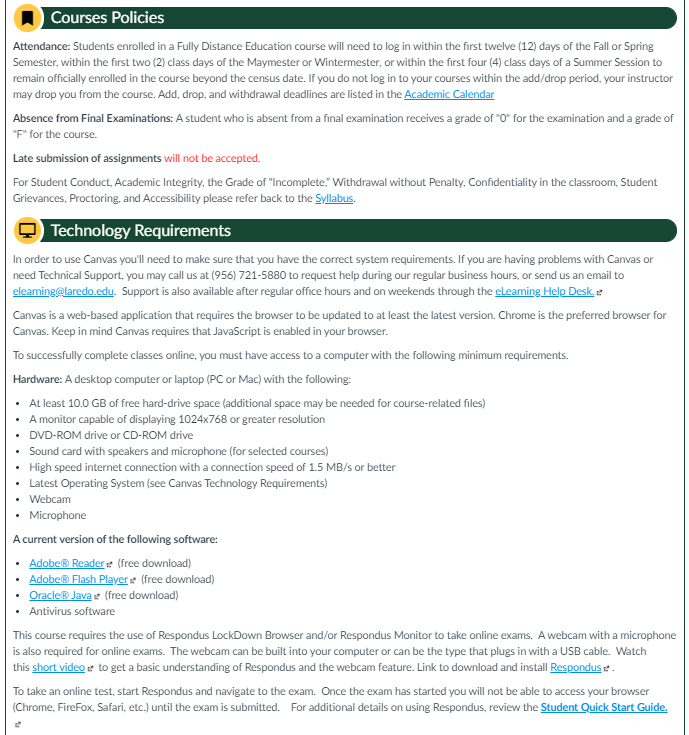 Courses Policies
Attendance: Students enrolled in a Fully Distance Education course will need to log in within the first twelve (12) days of the Fall or Spring
Semester, within the first two (2) class days of the Maymester or Wintermester, or within the first four (4) class days of a Summer Session to
remain officially enrolled in the course beyond the census date. If you do not log in to your courses within the add/drop period, your instructor
may drop you from the course. Add, drop, and withdrawal deadlines are listed in the Academic Calendar
Absence from Final Examinations: A student who is absent from a final examination receives a grade of "0" for the examination and a grade of
"F" for the course.
Late submission of assignments will not be accepted.
For Student Conduct, Academic Integrity, the Grade of "Incomplete," Withdrawal without Penalty, Confidentiality in the classroom, Student
Grievances, Proctoring, and Accessibility please refer back to the Syllabus.
Technology Requirements
In order to use Canvas you'll need to make sure that you have the correct system requirements. If you are having problems with Canvas or
need Technical Support, you may call us at (956) 721-5880 to request help during our regular business hours, or send us an email to
elearning@laredo.edu. Support is also available after regular office hours and on weekends through the eLearning Help Desk.
Canvas is a web-based application that requires the browser to be updated to at least the latest version. Chrome is the preferred browser for
Canvas. Keep in mind Canvas requires that JavaScript is enabled in your browser.
To successfully complete classes online, you must have access to a computer with the following minimum requirements.
Hardware: A desktop computer or laptop (PC or Mac) with the following:
• At least 10.0 GB of free hard-drive space (additional space may be needed for course-related files)
• A monitor capable of displaying 1024x768 or greater resolution
• DVD-ROM drive or CD-ROM drive
• Sound card with speakers and microphone (for selected courses)
• High speed internet connection with a connection speed of 1.5 MB/s or better
• Latest Operating System (see Canvas Technology Requirements)
• Webcam
• Microphone
A current version of the following software:
• Adobe® Reader (free download)
• Adobe® Flash Player (free download)
• Oracle® Java (free download)
• Antivirus software
This course requires the use of Respondus LockDown Browser and/or Respondus Monitor to take online exams. A webcam with a microphone
is also required for online exams. The webcam can be built into your computer or can be the type that plugs in with a USB cable. Watch
this short video to get a basic understanding of Respondus and the webcam feature. Link to download and install Respondus .
To take an online test, start Respondus and navigate to the exam. Once the exam has started you will not be able to access your browser
(Chrome, FireFox, Safari, etc.) until the exam is submitted. For additional details on using Respondus, review the Student Quick Start Guide.